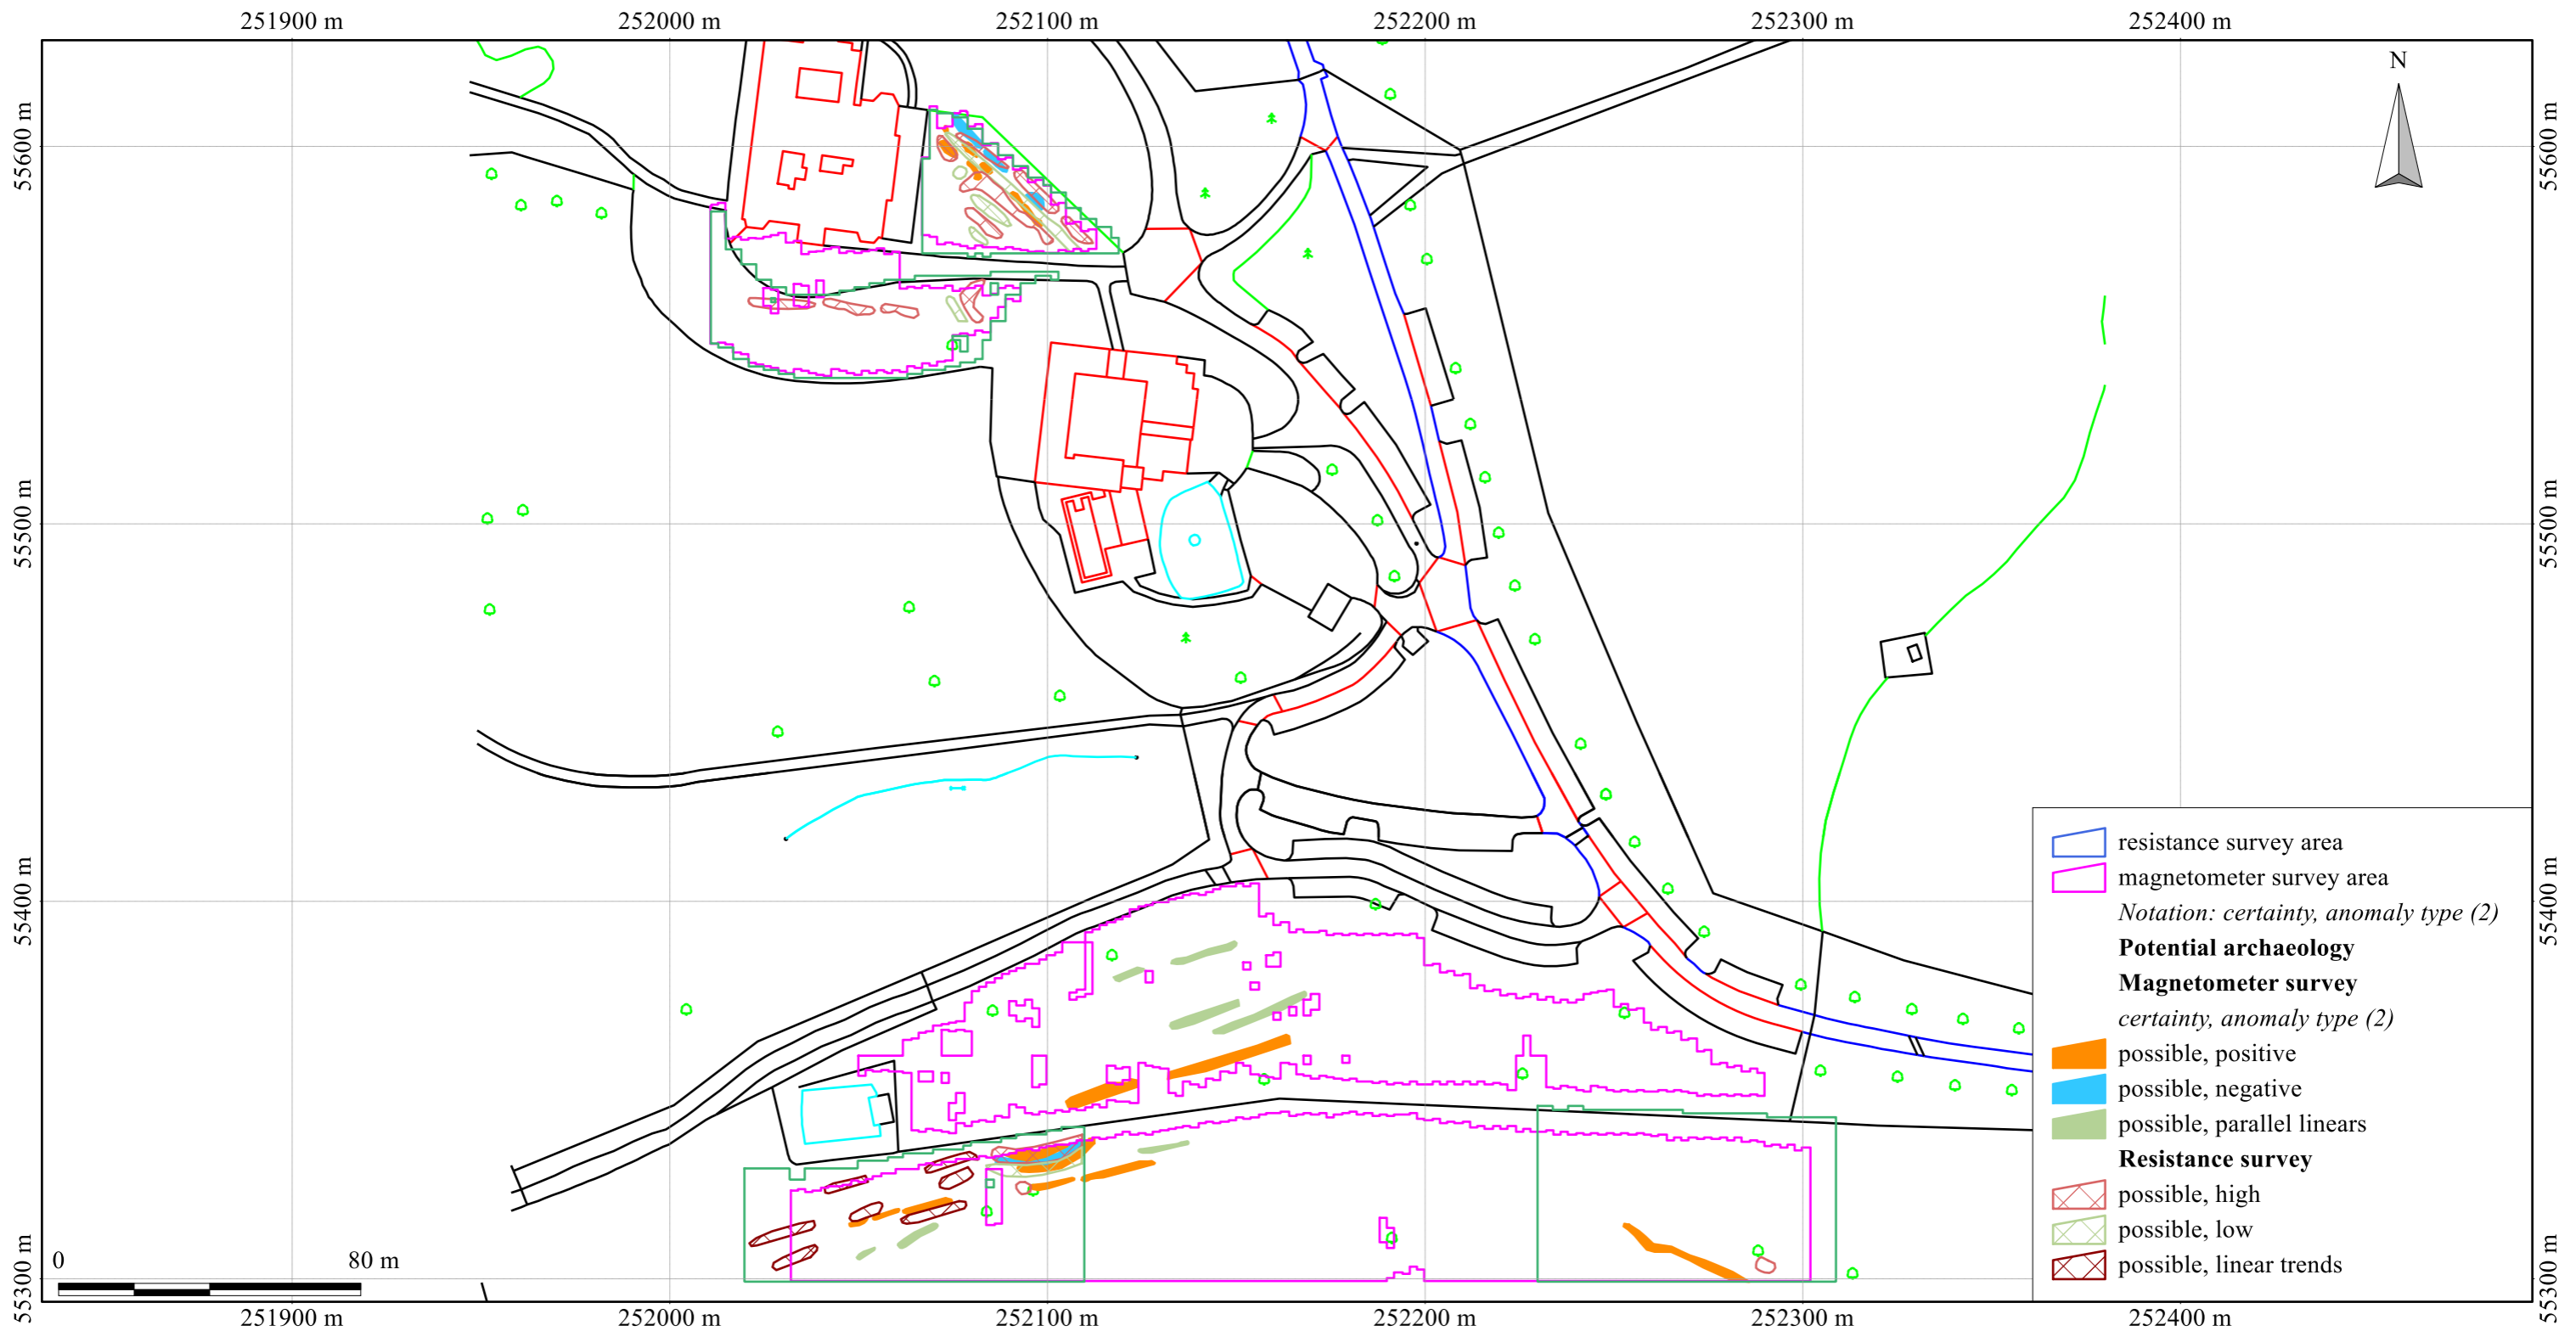 251900 m 252000 m 252100 m 252200 m 252300 m 252400 m
N
55600 m 55600 m
55500 m 55500 m
55400 m 55400 m
55300 m 55300 m
resistance survey area
magnetometer survey area
Notation: certainty, anomaly type (2)
Potential archaeology
Magnetometer survey
certainty, anomaly type (2)
possible, positive
possible, negative
possible, parallel linears
Resistance survey
possible, high
possible, low
possible, linear trends
0 80 m
251900 m 252000 m 252100 m 252200 m 252300 m 252400 m